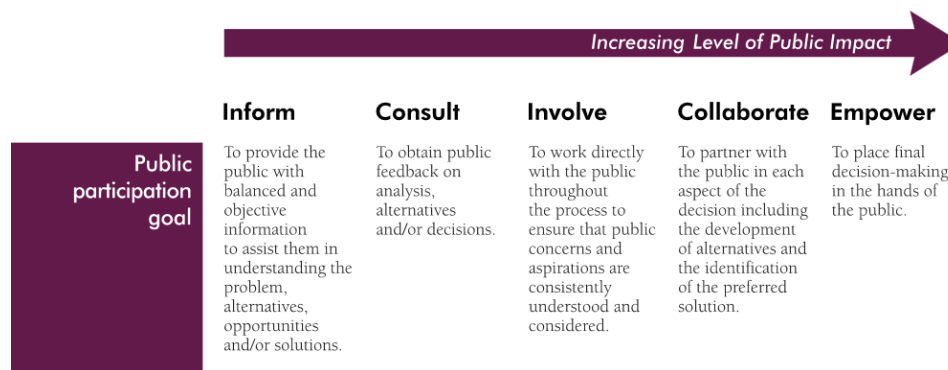 Increasing Level of Public Impact
Inform
Consult
Involve
Collaborate
Empower
Public
participation
goal
To provide the
public with
balanced and
objective
information
to assist them in
understanding the
problem,
alternatives,
opportunities
and/or solutions.
To obtain public
feedback on
analysis,
alternatives
and/or decisions.
To work directly
with the public
throughout
the process to
ensure that public
concerns and
aspirations are
consistently
understood and
considered.
To partner with
the public in each
aspect of the
decision including
the development
of alternatives and
the identification
of the preferred
solution.
To place final
decision-making
in the hands of
the public.